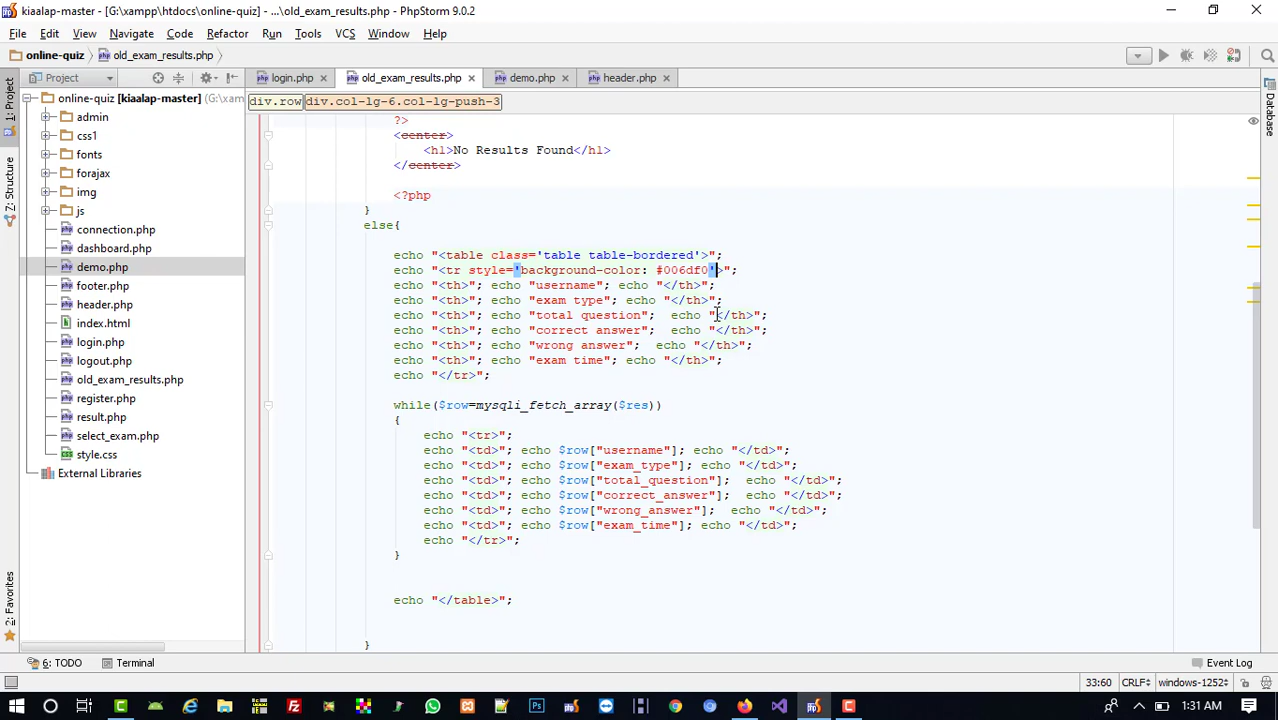 kiaalap-master - [G:\xampp\htdocs\online-quiz] - ...\old_exam_results.php - PhpStorm 9.0.2
File Edit View Navigate Code Refactor Run Tools VCS Window Help
online-quiz old_exam_results.php
Project
login.php old_exam_results.php demo.php header.php
online-quiz [kiaalap-master] (G:\xam
div.row div.col-lg-6.col-lg-push-3
admin
css1
fonts
forajax
img
js
connection.php
dashboard.php
demo.php
footer.php
header.php
index.html
login.php
logout.php
old_exam_results.php
register.php
result.php
select_exam.php
style.css
External Libraries
1: Project
7: Structure
2: Favorites
Database
?>
<center>
<h1>No Results Found</h1>
</center>
<?php
}
else{
echo "<table class='table table-bordered'>";
echo "<tr style='background-color: #006df0'>";
echo "<th>"; echo "username"; echo "</th>";
echo "<th>"; echo "exam type"; echo "</th>";
echo "<th>"; echo "total question"; echo "</th>";
echo "<th>"; echo "correct answer"; echo "</th>";
echo "<th>"; echo "wrong answer"; echo "</th>";
echo "<th>"; echo "exam time"; echo "</th>";
echo "</tr>";
while($row=mysqli_fetch_array($res))
{
echo "<tr>";
echo "<td>"; echo $row["username"]; echo "</td>";
echo "<td>"; echo $row["exam_type"]; echo "</td>";
echo "<td>"; echo $row["total_question"]; echo "</td>";
echo "<td>"; echo $row["correct_answer"]; echo "</td>";
echo "<td>"; echo $row["wrong_answer"]; echo "</td>";
echo "<td>"; echo $row["exam_time"]; echo "</td>";
echo "</tr>";
}
echo "</table>";
}
6: TODO Terminal Event Log
33:60 CRLF windows-1252
1:31 AM